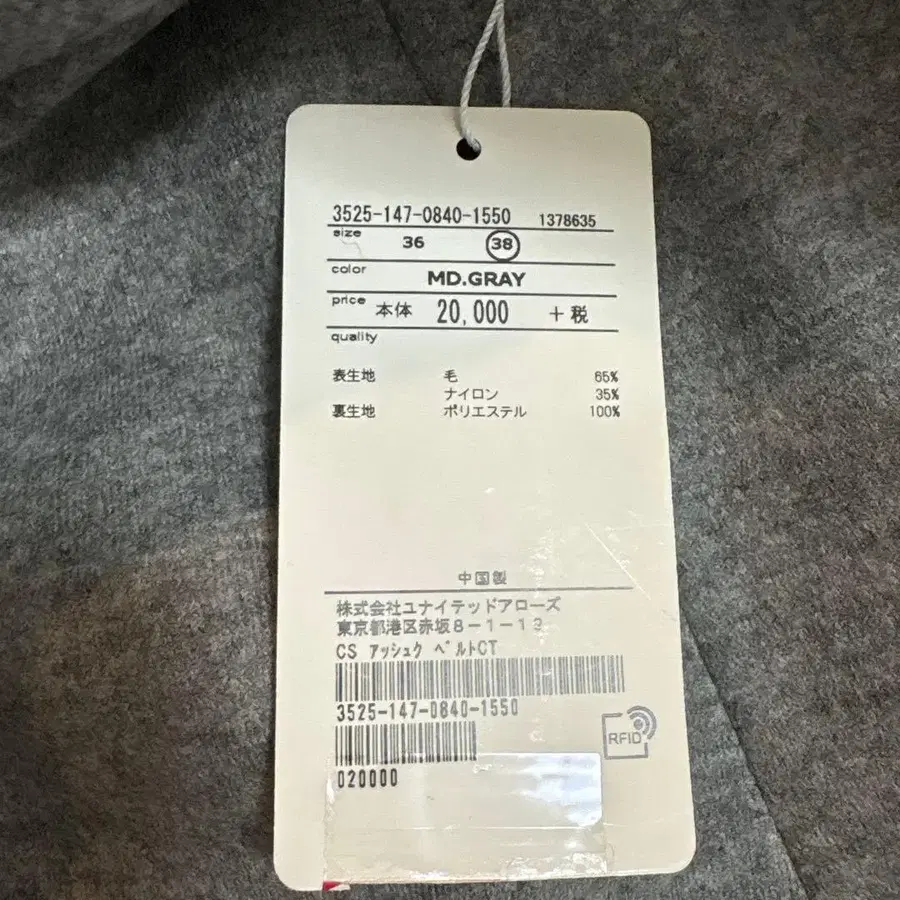 3525-147-0840-1550 1378635
size 36 38
color MD.GRAY
price 本体 20,000 +税
quality
表生地 毛 65%
ナイロン 35%
裏生地 ポリエステル 100%
中国製
株式会社ユナイテッドアローズ
東京都港区赤坂8-1-13
CS アッシュク ベルトCT
3525-147-0840-1550
RFID
020000